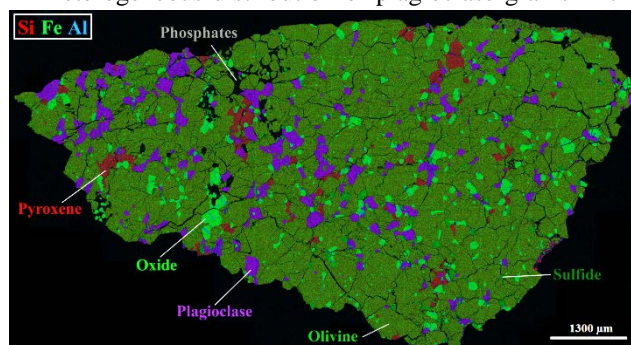 Si Fe Al
Phosphates
Pyroxene
Oxide
Plagioclase
Sulfide
Olivine
1300 µm